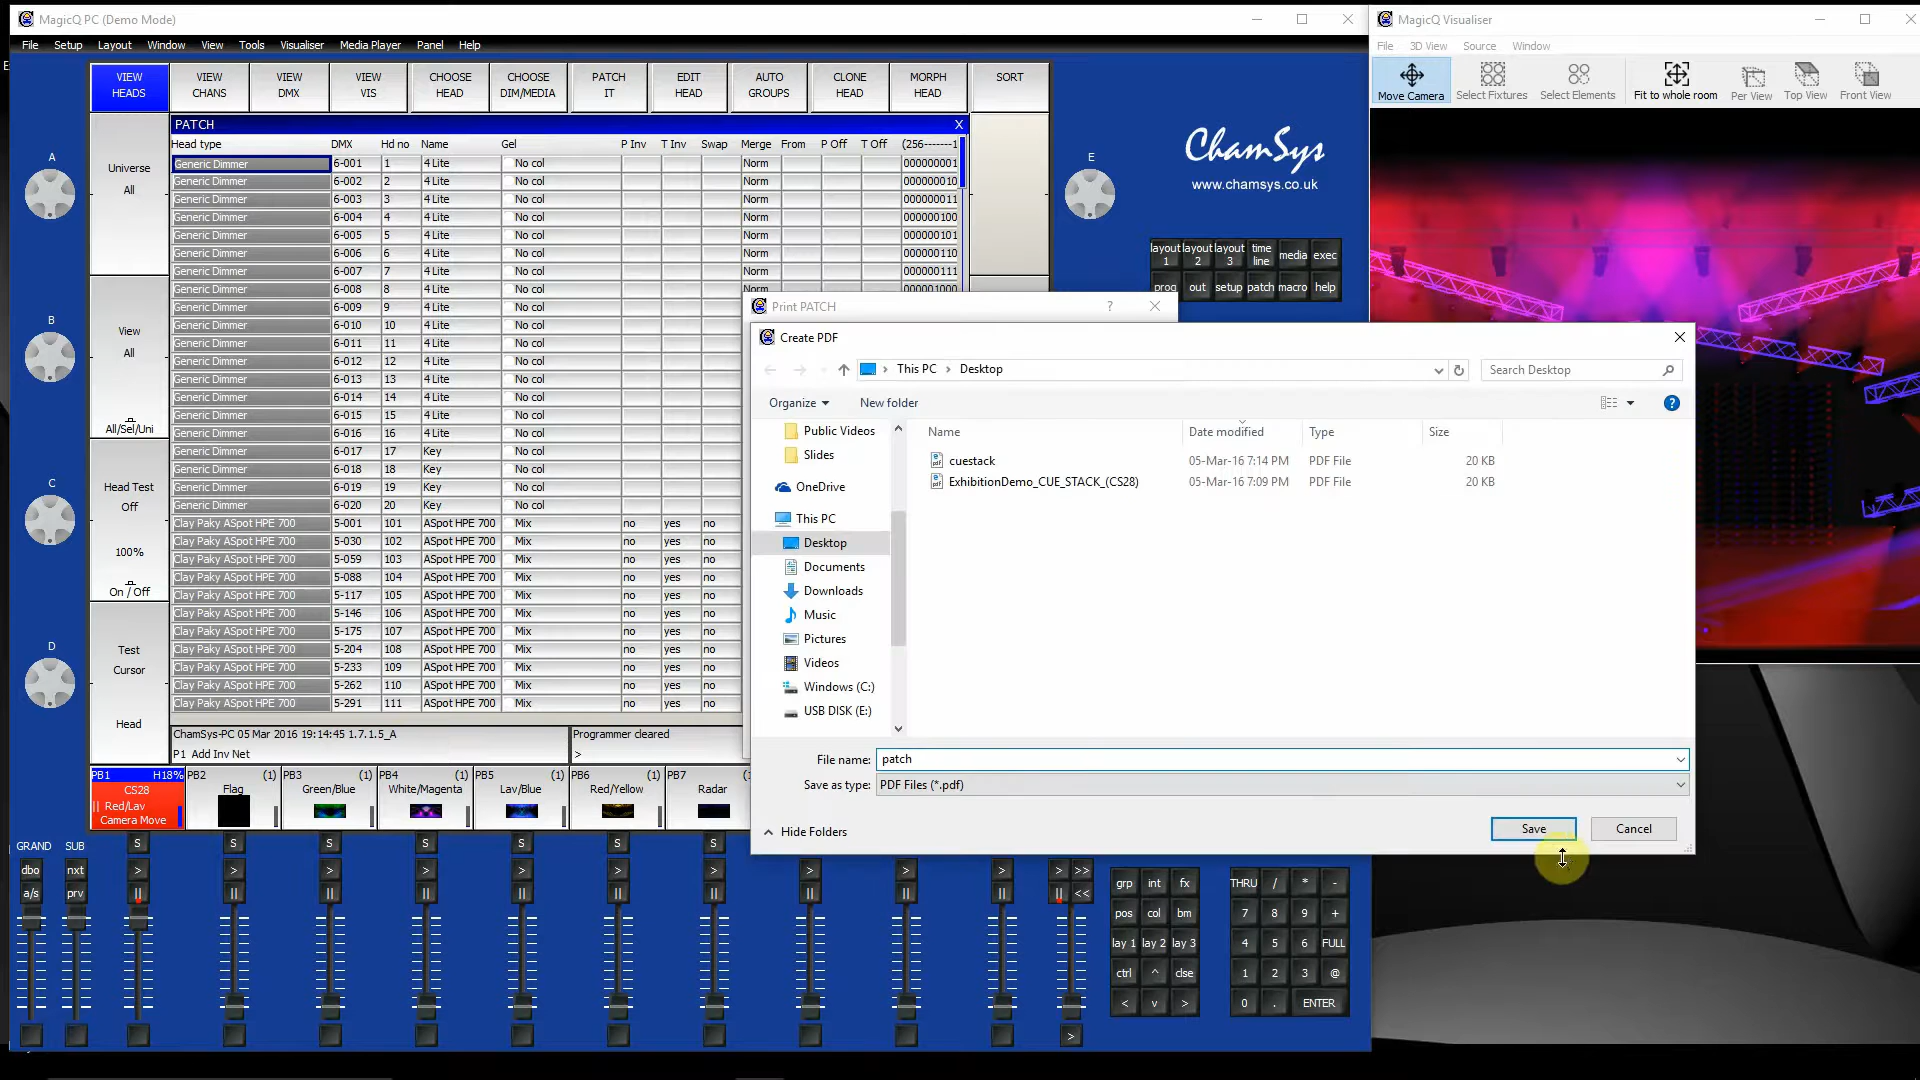 MagicQ PC (Demo Mode)
File Setup Layout Window View Tools Visualiser Media Player Panel Help
VIEW HEADS
VIEW CHANS
VIEW DMX
VIEW VIS
CHOOSE HEAD
CHOOSE DIM/MEDIA
PATCH IT
EDIT HEAD
AUTO GROUPS
CLONE HEAD
MORPH HEAD
SORT
PATCH X
Head type DMX Hd no Name Gel P Inv T Inv Swap Merge From P Off T Off (256-------1
Generic Dimmer 6-001 1 4 Lite No col Norm 000000001
Generic Dimmer 6-002 2 4 Lite No col Norm 000000010
Generic Dimmer 6-003 3 4 Lite No col Norm 000000011
Generic Dimmer 6-004 4 4 Lite No col Norm 000000100
Generic Dimmer 6-005 5 4 Lite No col Norm 000000101
Generic Dimmer 6-006 6 4 Lite No col Norm 000000110
Generic Dimmer 6-007 7 4 Lite No col Norm 000000111
Generic Dimmer 6-008 8 4 Lite No col Norm 000001000
Generic Dimmer 6-009 9 4 Lite No col
Generic Dimmer 6-010 10 4 Lite No col
Generic Dimmer 6-011 11 4 Lite No col
Generic Dimmer 6-012 12 4 Lite No col
Generic Dimmer 6-013 13 4 Lite No col
Generic Dimmer 6-014 14 4 Lite No col
Generic Dimmer 6-015 15 4 Lite No col
Generic Dimmer 6-016 16 4 Lite No col
Generic Dimmer 6-017 17 Key No col
Generic Dimmer 6-018 18 Key No col
Generic Dimmer 6-019 19 Key No col
Generic Dimmer 6-020 20 Key No col
Clay Paky ASpot HPE 700 5-001 101 ASpot HPE 700 Mix no yes no
Clay Paky ASpot HPE 700 5-030 102 ASpot HPE 700 Mix no yes no
Clay Paky ASpot HPE 700 5-059 103 ASpot HPE 700 Mix no yes no
Clay Paky ASpot HPE 700 5-088 104 ASpot HPE 700 Mix no yes no
Clay Paky ASpot HPE 700 5-117 105 ASpot HPE 700 Mix no yes no
Clay Paky ASpot HPE 700 5-146 106 ASpot HPE 700 Mix no yes no
Clay Paky ASpot HPE 700 5-175 107 ASpot HPE 700 Mix no yes no
Clay Paky ASpot HPE 700 5-204 108 ASpot HPE 700 Mix no yes no
Clay Paky ASpot HPE 700 5-233 109 ASpot HPE 700 Mix no yes no
Clay Paky ASpot HPE 700 5-262 110 ASpot HPE 700 Mix no yes no
Clay Paky ASpot HPE 700 5-291 111 ASpot HPE 700 Mix no yes no
A
Universe
All
B
View
All
All/Sel/Uni
C
Head Test
Off
100%
On / Off
D
Test
Cursor
Head
E
ChamSys
www.chamsys.co.uk
layout 1 layout 2 layout 3 time line media exec
prog out setup patch macro help
ChamSys-PC 05 Mar 2016 19:14:45 1.7.1.5_A
P1 Add Inv Net
Programmer cleared
>
PB1 H18%
CS28
|| Red/Lav
Camera Move
PB2 (1)
Flag
PB3 (1)
Green/Blue
PB4 (1)
White/Magenta
PB5 (1)
Lav/Blue
PB6 (1)
Red/Yellow
PB7
Radar
GRAND SUB S S S S S S S
dbo nxt > > > > > > > > > > > >>
a/s prv || || || || || || || || || || || <<
>
grp int fx
pos col bm
lay 1 lay 2 lay 3
ctrl ^ clse
< v >
THRU / * -
7 8 9 +
4 5 6 FULL
1 2 3 @
0 . ENTER
Print PATCH ?
Create PDF
This PC › Desktop
Search Desktop
Organize New folder
?
Public Videos
Slides
OneDrive
This PC
Desktop
Documents
Downloads
Music
Pictures
Videos
Windows (C:)
USB DISK (E:)
Name Date modified Type Size
cuestack 05-Mar-16 7:14 PM PDF File 20 KB
ExhibitionDemo_CUE_STACK_(CS28) 05-Mar-16 7:09 PM PDF File 20 KB
File name: patch
Save as type: PDF Files (*.pdf)
Hide Folders
Save Cancel
MagicQ Visualiser
File 3D View Source Window
Move Camera Select Fixtures Select Elements Fit to whole room Per View Top View Front View